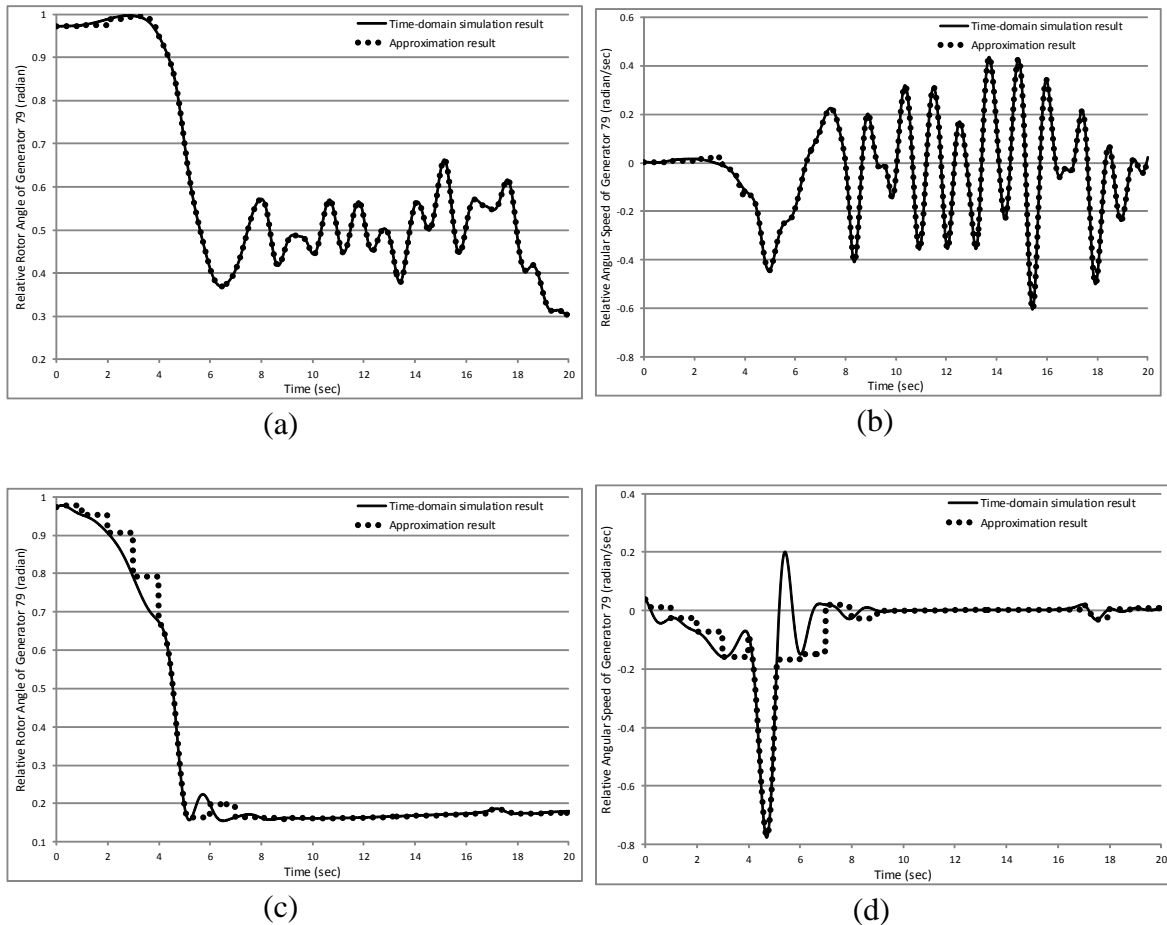 Relative Rotor Angle of Generator 79 (radian)
1
0.9
0.8
0.7
0.6
0.5
0.4
0.3
0.2
0 2 4 6 8 10 12 14 16 18 20
Time (sec)
Time-domain simulation result
Approximation result
(a)
Relative Angular Speed of Generator 79 (radian/sec)
0.6
0.4
0.2
0
-0.2
-0.4
-0.6
-0.8
0 2 4 6 8 10 12 14 16 18 20
Time (sec)
Time-domain simulation result
Approximation result
(b)
Relative Rotor Angle of Generator 79 (radian)
1
0.9
0.8
0.7
0.6
0.5
0.4
0.3
0.2
0.1
0 2 4 6 8 10 12 14 16 18 20
Time (sec)
Time-domain simulation result
Approximation result
(c)
Relative Angular Speed of Generator 79 (radian/sec)
0.4
0.2
0
-0.2
-0.4
-0.6
-0.8
0 2 4 6 8 10 12 14 16 18 20
Time (sec)
Time-domain simulation result
Approximation result
(d)